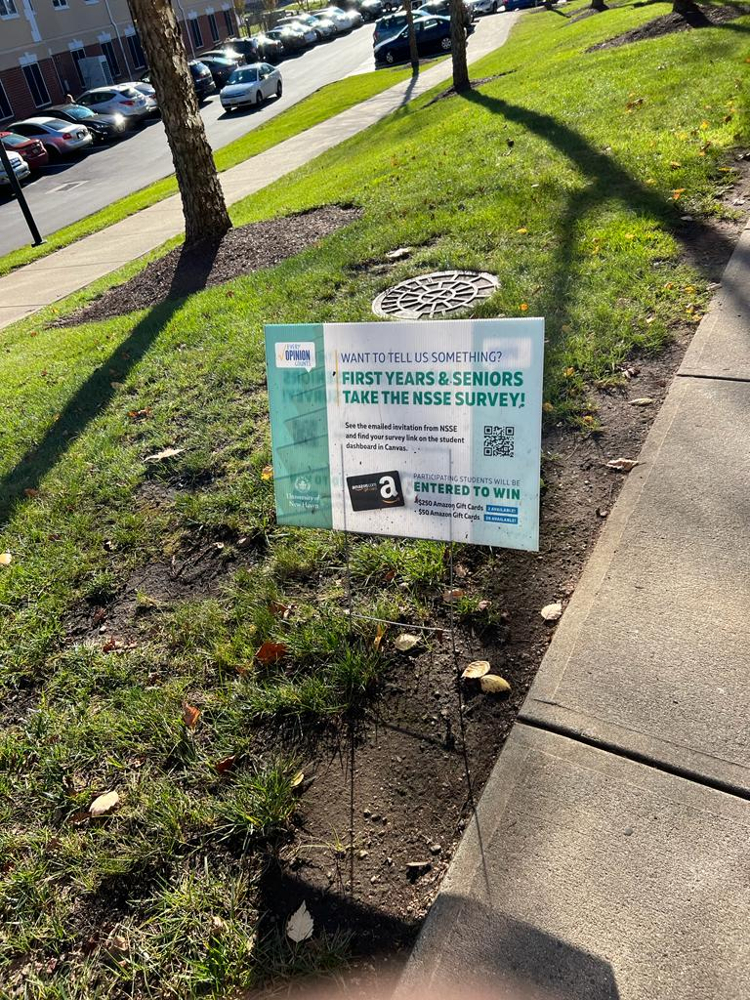 EVERY
OPINION
COUNTS
WANT TO TELL US SOMETHING?
FIRST YEARS & SENIORS
TAKE THE NSSE SURVEY!
See the emailed invitation from NSSE
and find your survey link on the student
dashboard in Canvas.
amazon.com
a
PARTICIPATING STUDENTS WILL BE
ENTERED TO WIN
$250 Amazon Gift Cards 2 AVAILABLE!
$50 Amazon Gift Cards AVAILABLE!
University of
New Haven